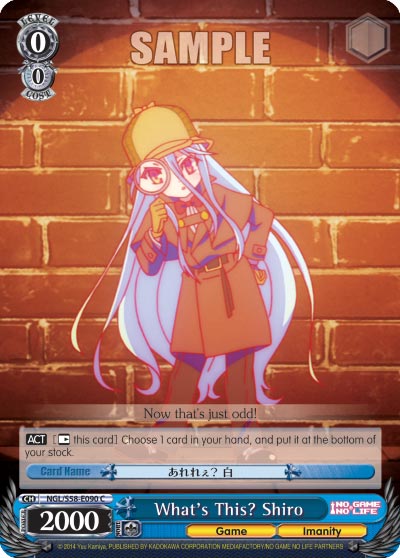 LEVEL
0
0
COST
SAMPLE
Now that's just odd!
ACT [ this card] Choose 1 card in your hand, and put it at the bottom of
your stock.
Card Name
あれれぇ？ 白
CH
NGL/S58-E090 C
POWER
2000
SOUL
What's This? Shiro
NO GAME
NO LIFE
Game
Imanity
© 2014 Yuu Kamiya, PUBLISHED BY KADOKAWA CORPORATION MEDIAFACTORY/NO GAME NO LIFE PARTNERS